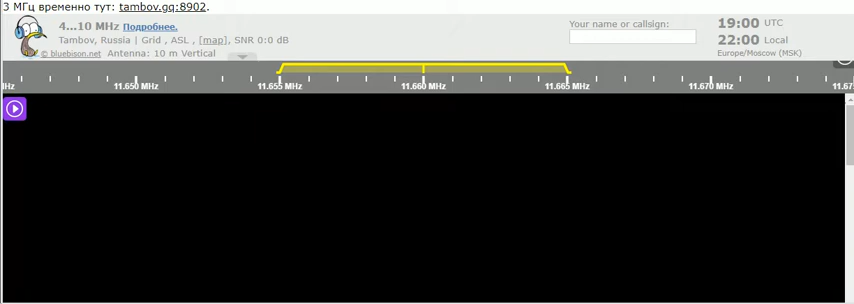 3 МГц временно тут: tambov.gq:8902.
4...10 MHz Подробнее.
Tambov, Russia | Grid , ASL , [map], SNR 0:0 dB
© bluebison.net Antenna: 10 m Vertical
Your name or callsign:
19:00 UTC
22:00 Local
Europe/Moscow (MSK)
MHz 11.650 MHz 11.655 MHz 11.660 MHz 11.665 MHz 11.670 MHz 11.675